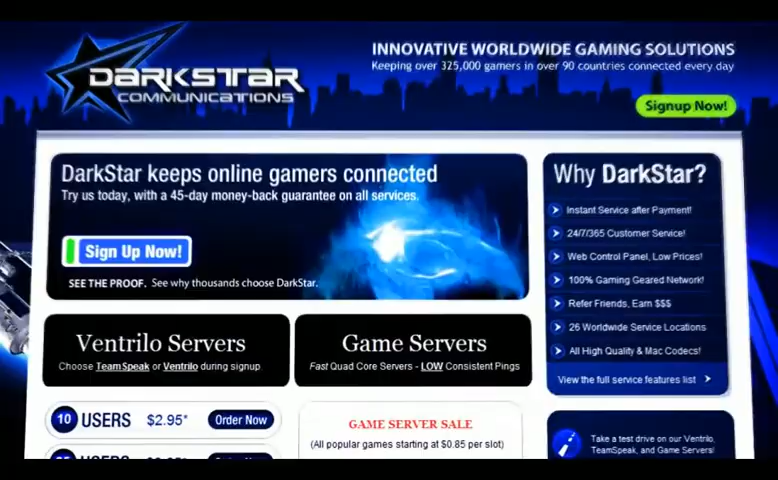 DARKSTAR
COMMUNICATIONS
INNOVATIVE WORLDWIDE GAMING SOLUTIONS
Keeping over 325,000 gamers in over 90 countries connected every day
Signup Now!
DarkStar keeps online gamers connected
Try us today, with a 45-day money-back guarantee on all services.
Sign Up Now!
SEE THE PROOF. See why thousands choose DarkStar.
Why DarkStar?
Instant Service after Payment!
24/7/365 Customer Service!
Web Control Panel, Low Prices!
100% Gaming Geared Network!
Refer Friends, Earn $$$
26 Worldwide Service Locations
All High Quality & Mac Codecs!
View the full service features list
Ventrilo Servers
Choose TeamSpeak or Ventrilo during signup.
Game Servers
Fast Quad Core Servers - LOW Consistent Pings
10 USERS $2.95* Order Now
USERS
GAME SERVER SALE
(All popular games starting at $0.85 per slot)
Take a test drive on our Ventrilo,
TeamSpeak, and Game Servers!